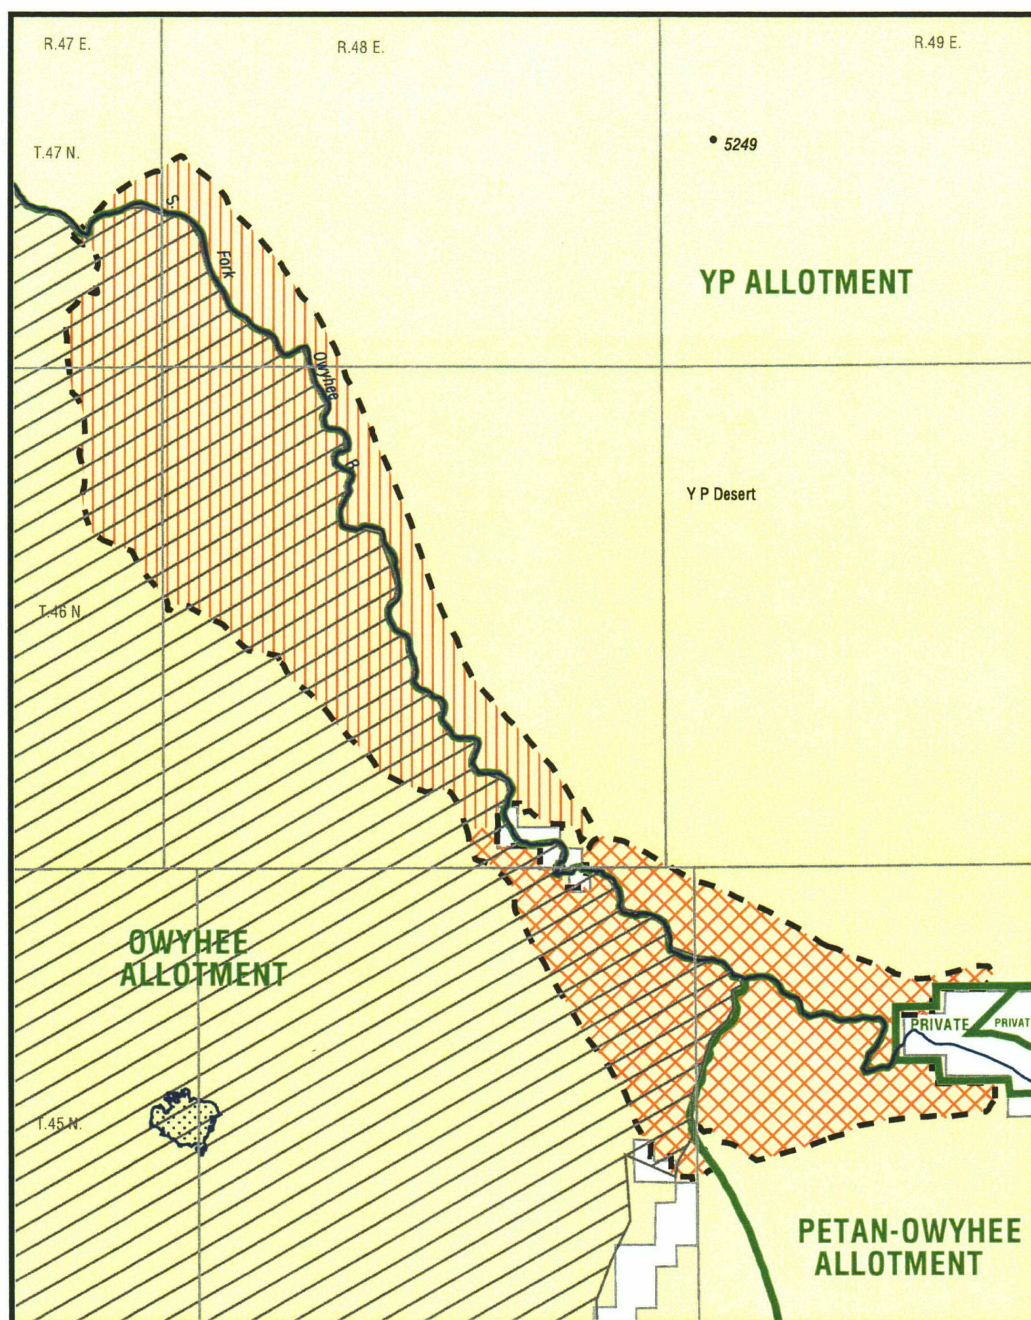 R.47 E.
R.48 E.
R.49 E.
T.47 N.
5249
S.
Fork
Owyhee
R.
YP ALLOTMENT
Y P Desert
T.46 N.
OWYHEE
ALLOTMENT
PRIVATE
PRIVAT
T.45 N.
PETAN-OWYHEE
ALLOTMENT